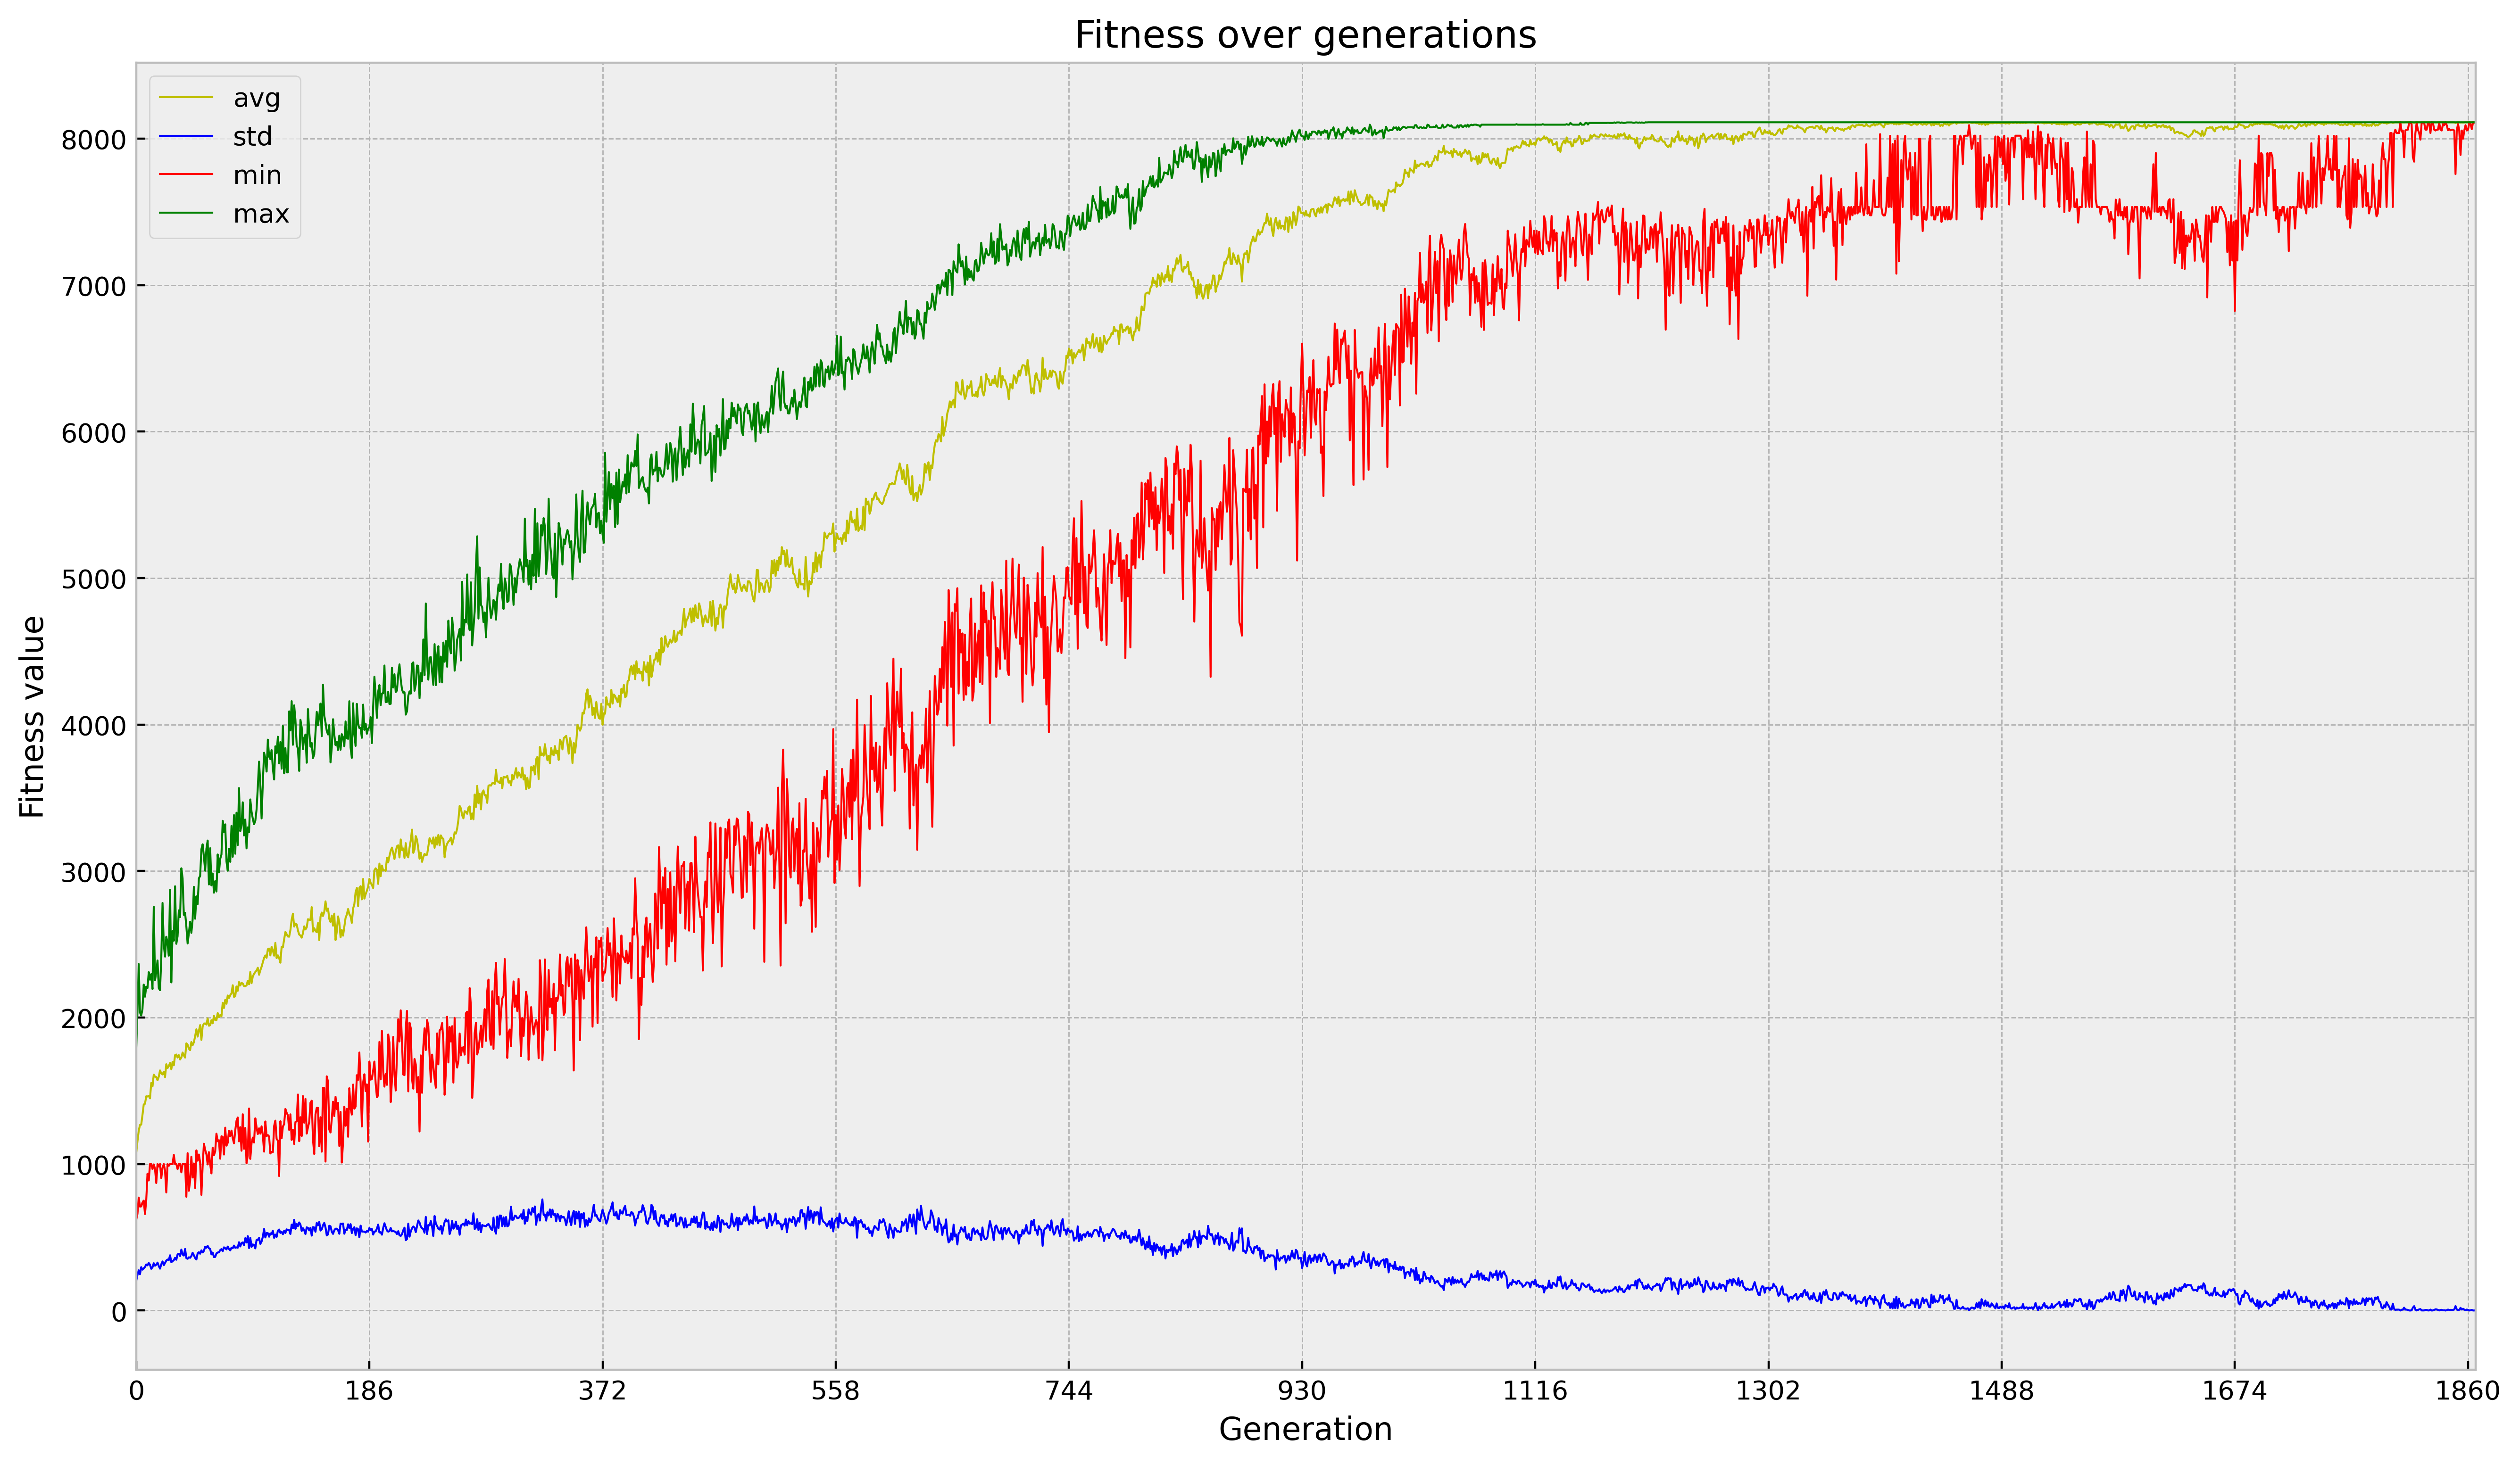 Fitness over generations
avg
std
min
max
8000
7000
6000
5000
4000
3000
2000
1000
0
Fitness value
0 186 372 558 744 930 1116 1302 1488 1674 1860
Generation